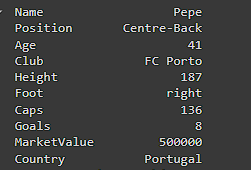 Name Pepe
Position Centre-Back
Age 41
Club FC Porto
Height 187
Foot right
Caps 136
Goals 8
MarketValue 500000
Country Portugal